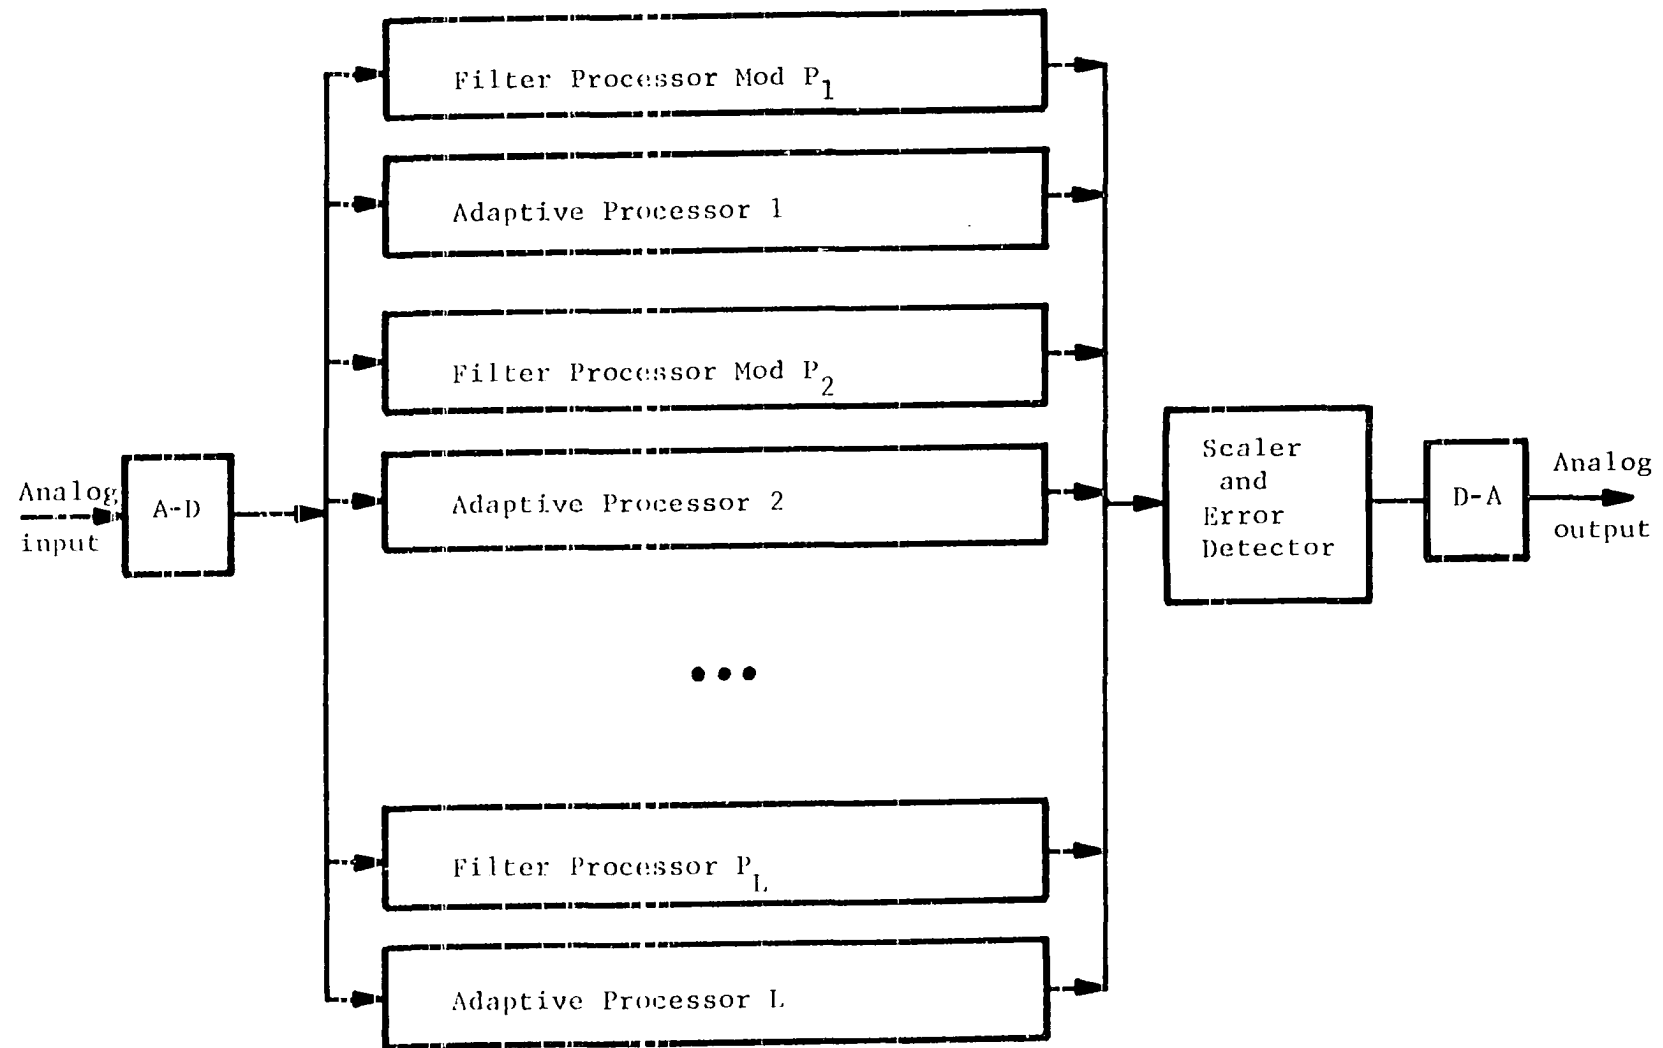 Filter Processor Mod P1
Adaptive Processor 1
Filter Processor Mod P2
Adaptive Processor 2
Analog
input
A-D
Scaler
and
Error
Detector
D-A
Analog
output
...
Filter Processor PL
Adaptive Processor L